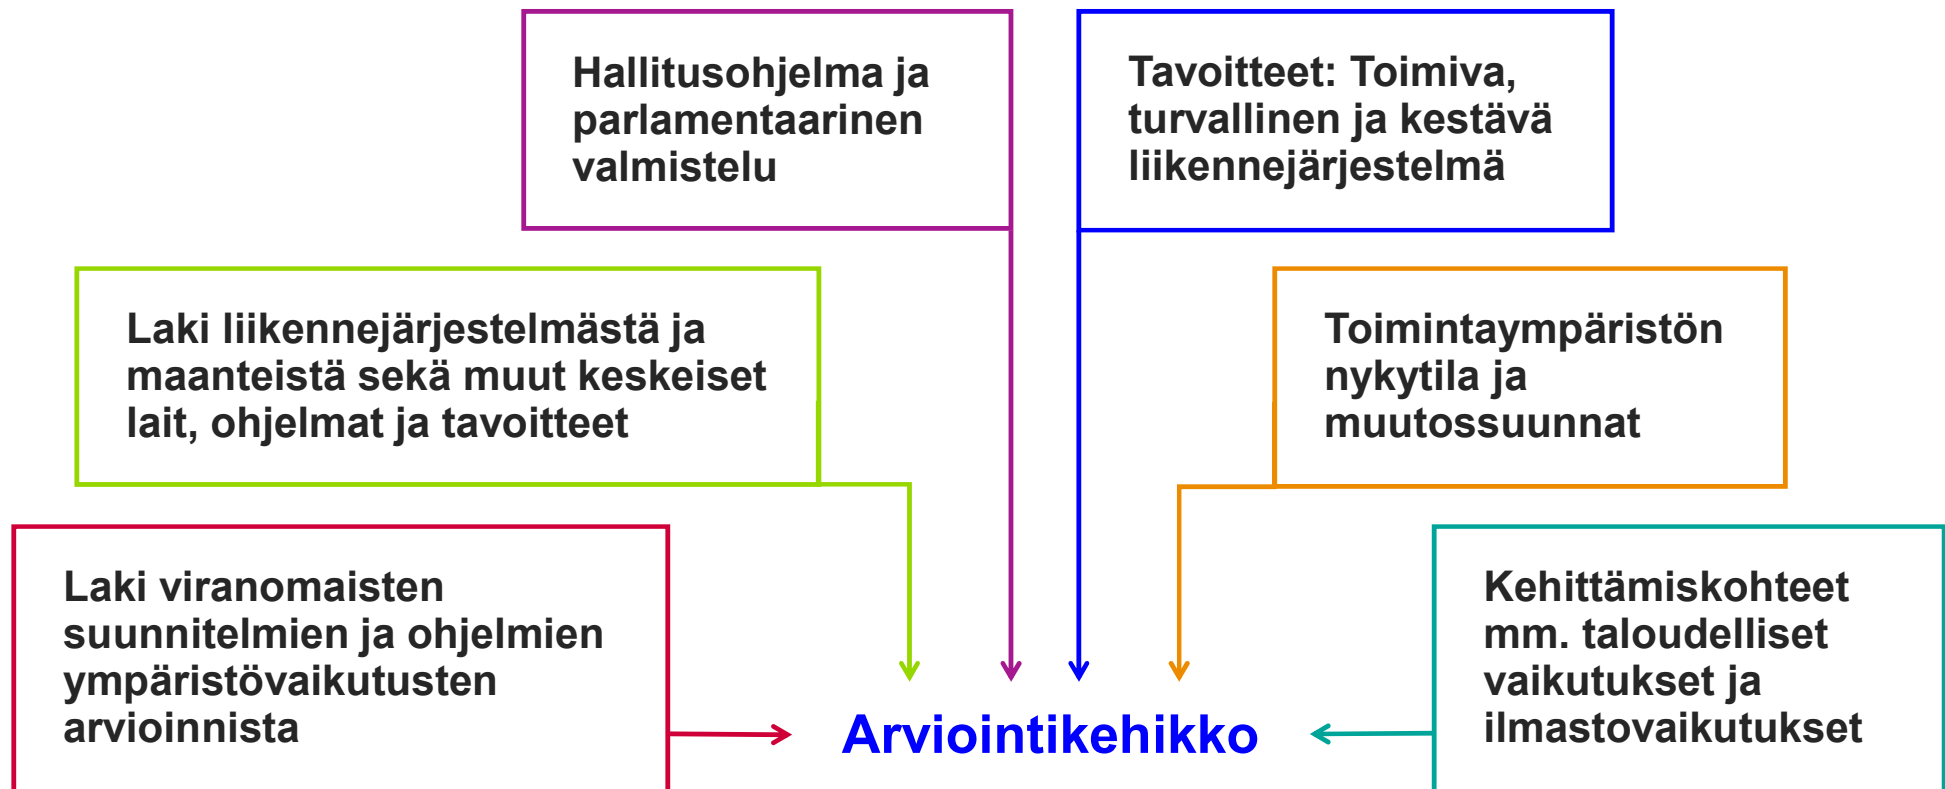 Hallitusohjelma ja
parlamentaarinen
valmistelu
Tavoitteet: Toimiva,
turvallinen ja kestävä
liikennejärjestelmä
Laki liikennejärjestelmästä ja
maanteistä sekä muut keskeiset
lait, ohjelmat ja tavoitteet
Toimintaympäristön
nykytila ja
muutossuunnat
Laki viranomaisten
suunnitelmien ja ohjelmien
ympäristövaikutusten
arvioinnista
Kehittämiskohteet
mm. taloudelliset
vaikutukset ja
ilmastovaikutukset
Arviointikehikko